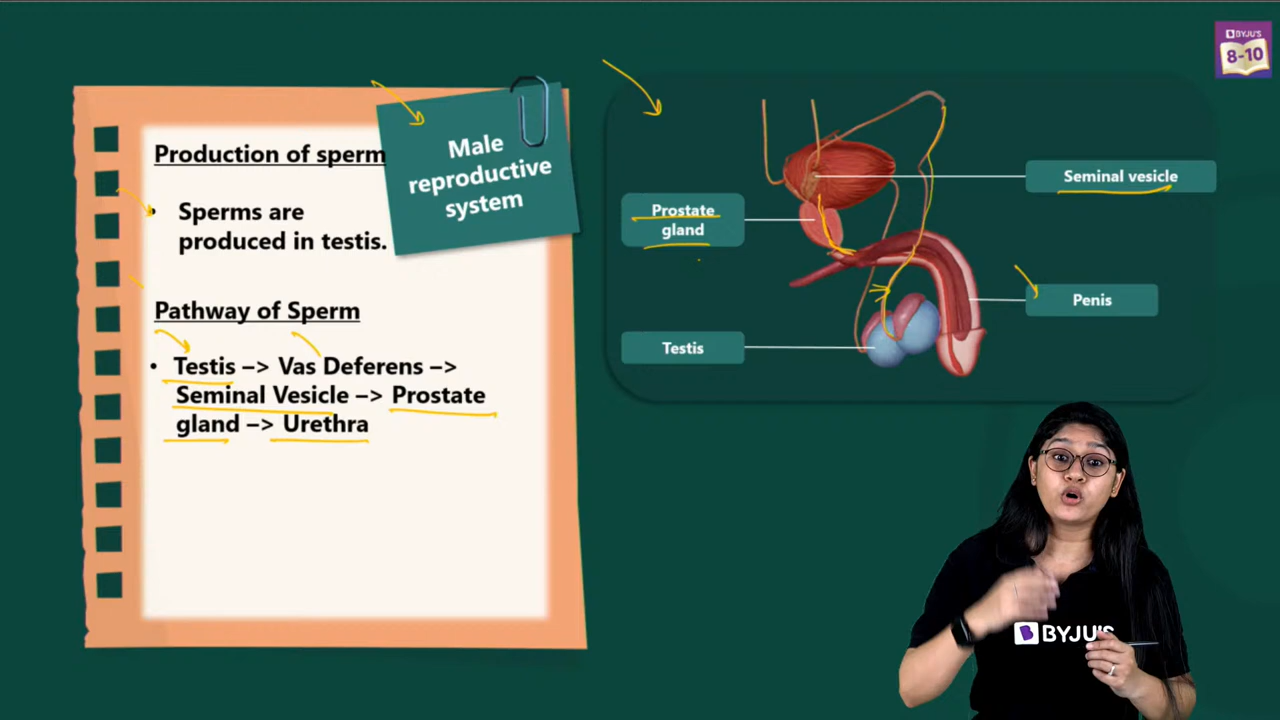 BYJU'S
8-10
Production of sperm
Male
reproductive
system
• Sperms are
produced in testis.
Pathway of Sperm
• Testis –> Vas Deferens –>
Seminal Vesicle –> Prostate
gland –> Urethra
Seminal vesicle
Prostate
gland
Penis
Testis
BYJU'S